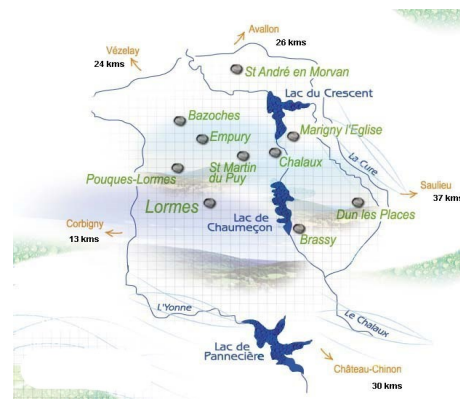 Avallon
26 kms
Vézelay
24 kms
St André en Morvan
Lac du Crescent
Bazoches
Empury
Marigny l'Eglise
La Cure
St Martin
du Puy
Chalaux
Pouques-Lormes
Saulieu
37 kms
Lormes
Dun les Places
Lac de
Chaumeçon
Corbigny
13 kms
Brassy
L'Yonne
Le Chalaux
Lac de
Pannecière
Château-Chinon
30 kms